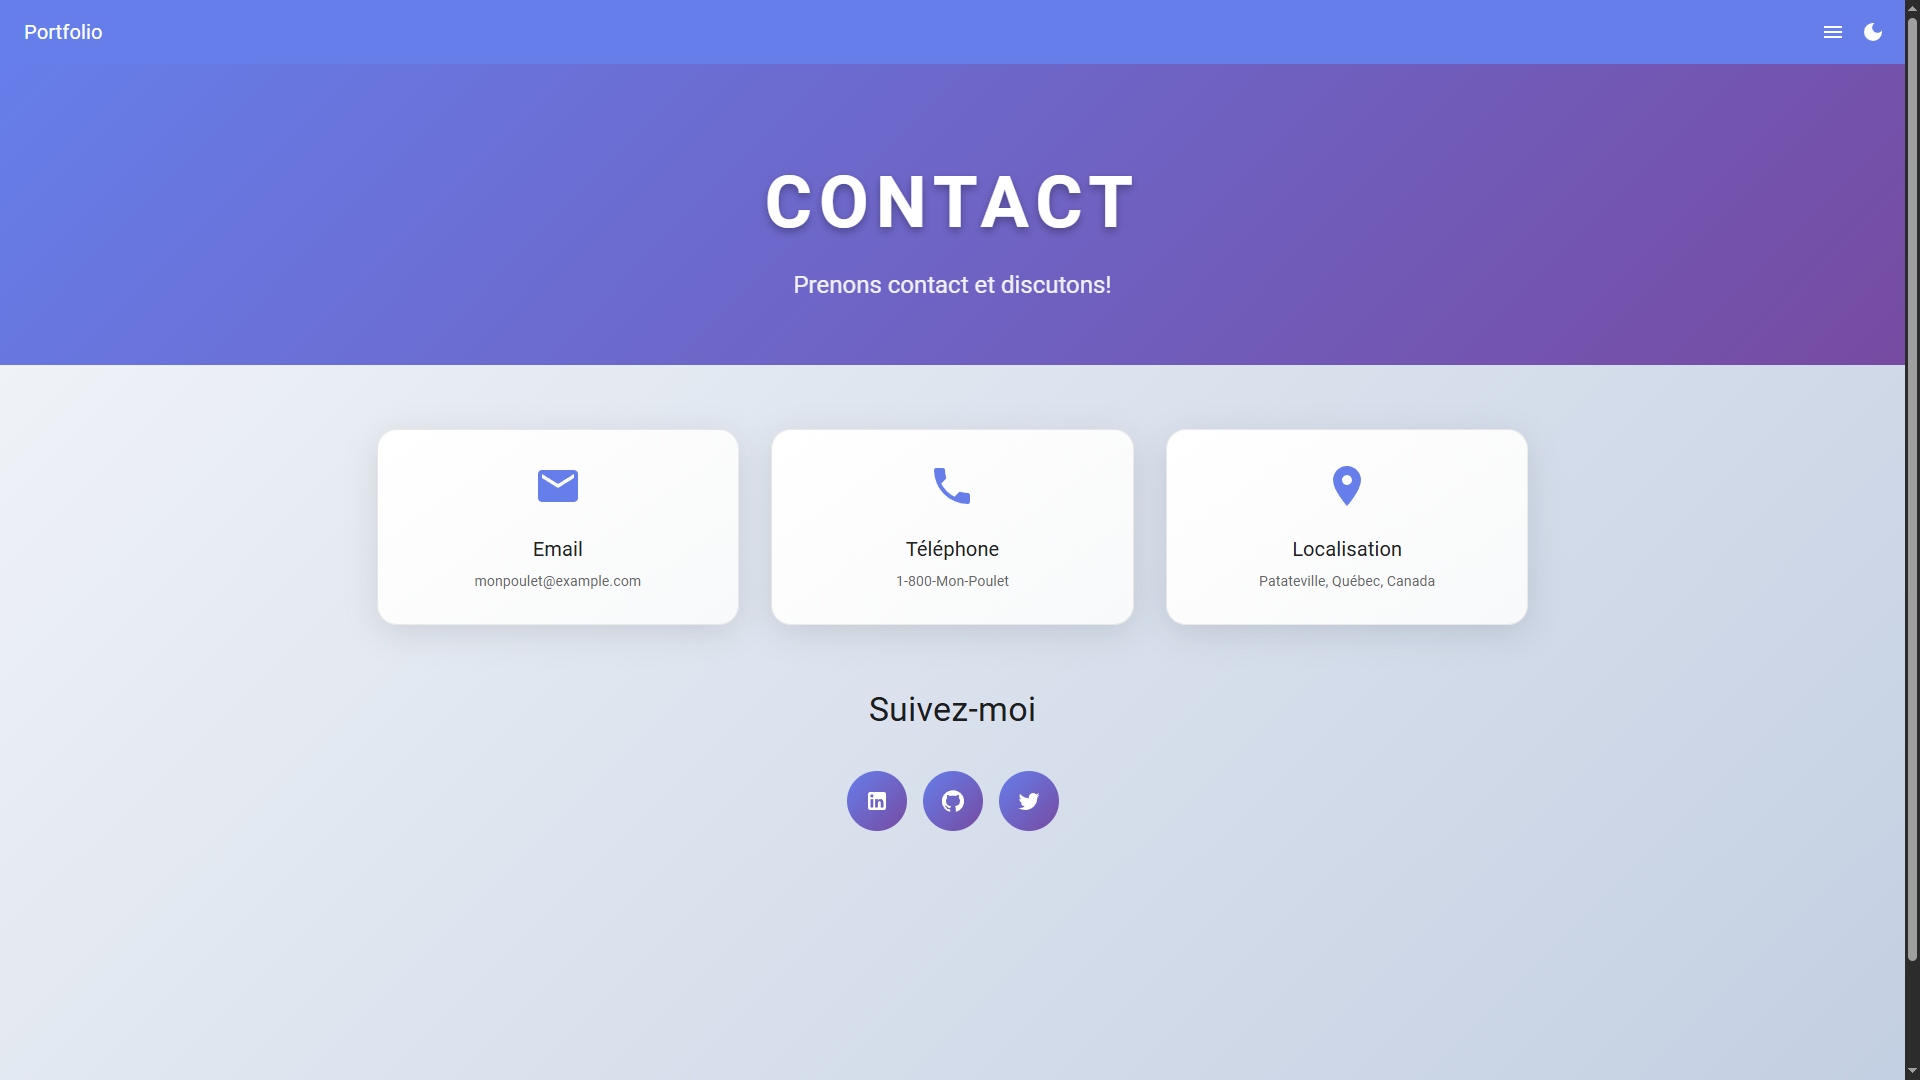 Portfolio
CONTACT
Prenons contact et discutons!
Email
monpoulet@example.com
Téléphone
1-800-Mon-Poulet
Localisation
Patateville, Québec, Canada
Suivez-moi